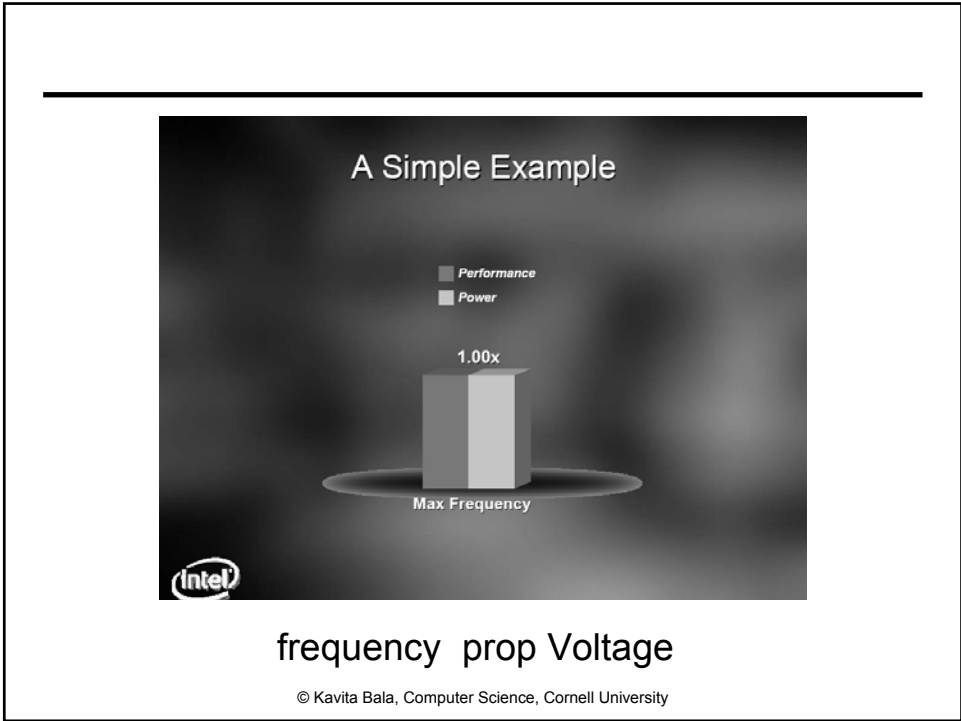 A Simple Example
Performance
Power
1.00x
Max Frequency
intel
frequency prop Voltage
© Kavita Bala, Computer Science, Cornell University